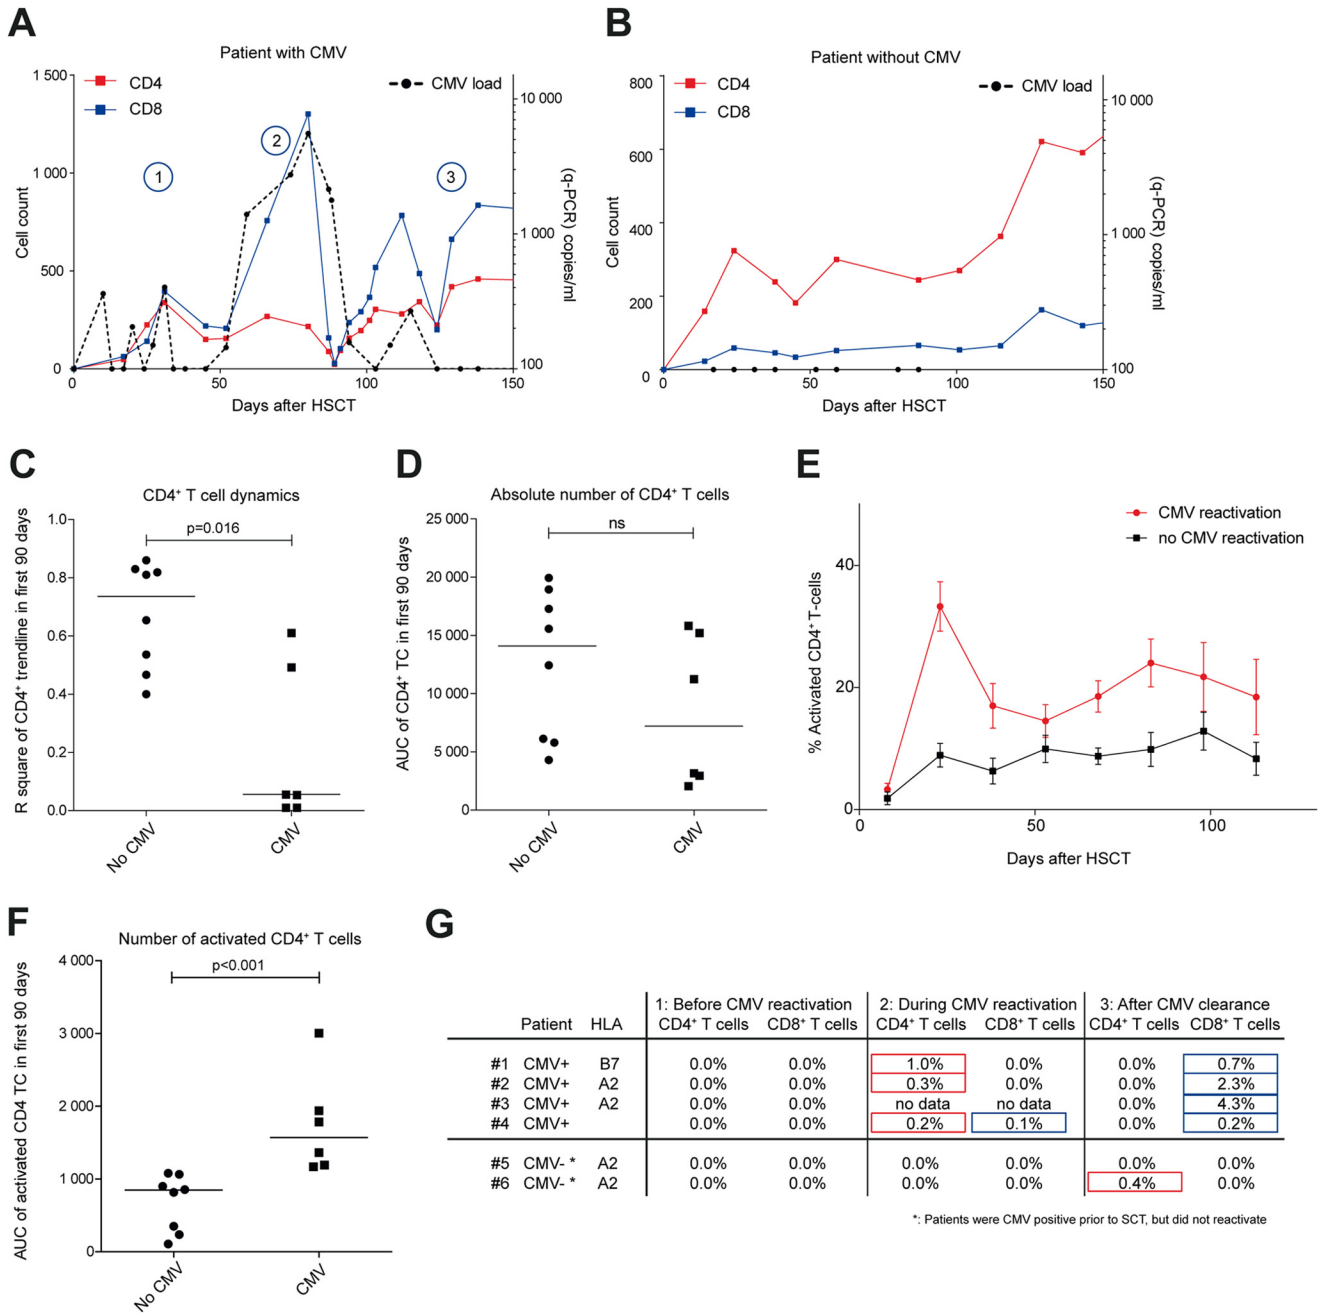 A
Patient with CMV
CD4
CD8
CMV load
1 500
1 000
500
0
Cell count
10 000
1 000
100
(q-PCR) copies/ml
1
2
3
0
50
100
150
Days after HSCT
B
Patient without CMV
CD4
CD8
CMV load
800
600
400
200
0
Cell count
10 000
1 000
100
(q-PCR) copies/ml
0
50
100
150
Days after HSCT
C
CD4⁺ T cell dynamics
p=0.016
R square of CD4⁺ trendline in first 90 days
1.0
0.8
0.6
0.4
0.2
0.0
No CMV
CMV
D
Absolute number of CD4⁺ T cells
ns
AUC of CD4⁺ TC in first 90 days
25 000
20 000
15 000
10 000
5 000
0
No CMV
CMV
E
CMV reactivation
no CMV reactivation
% Activated CD4⁺ T-cells
40
20
0
0
50
100
Days after HSCT
F
Number of activated CD4⁺ T cells
p<0.001
AUC of activated CD4 TC in first 90 days
4 000
3 000
2 000
1 000
0
No CMV
CMV
G
1: Before CMV reactivation 2: During CMV reactivation 3: After CMV clearance
Patient HLA CD4⁺ T cells CD8⁺ T cells CD4⁺ T cells CD8⁺ T cells CD4⁺ T cells CD8⁺ T cells
#1 CMV+ B7 0.0% 0.0% 1.0% 0.0% 0.0% 0.7%
#2 CMV+ A2 0.0% 0.0% 0.3% 0.0% 0.0% 2.3%
#3 CMV+ A2 0.0% 0.0% no data no data 0.0% 4.3%
#4 CMV+ 0.0% 0.0% 0.2% 0.1% 0.0% 0.2%
#5 CMV- * A2 0.0% 0.0% 0.0% 0.0% 0.0% 0.0%
#6 CMV- * A2 0.0% 0.0% 0.0% 0.0% 0.4% 0.0%
*: Patients were CMV positive prior to SCT, but did not reactivate